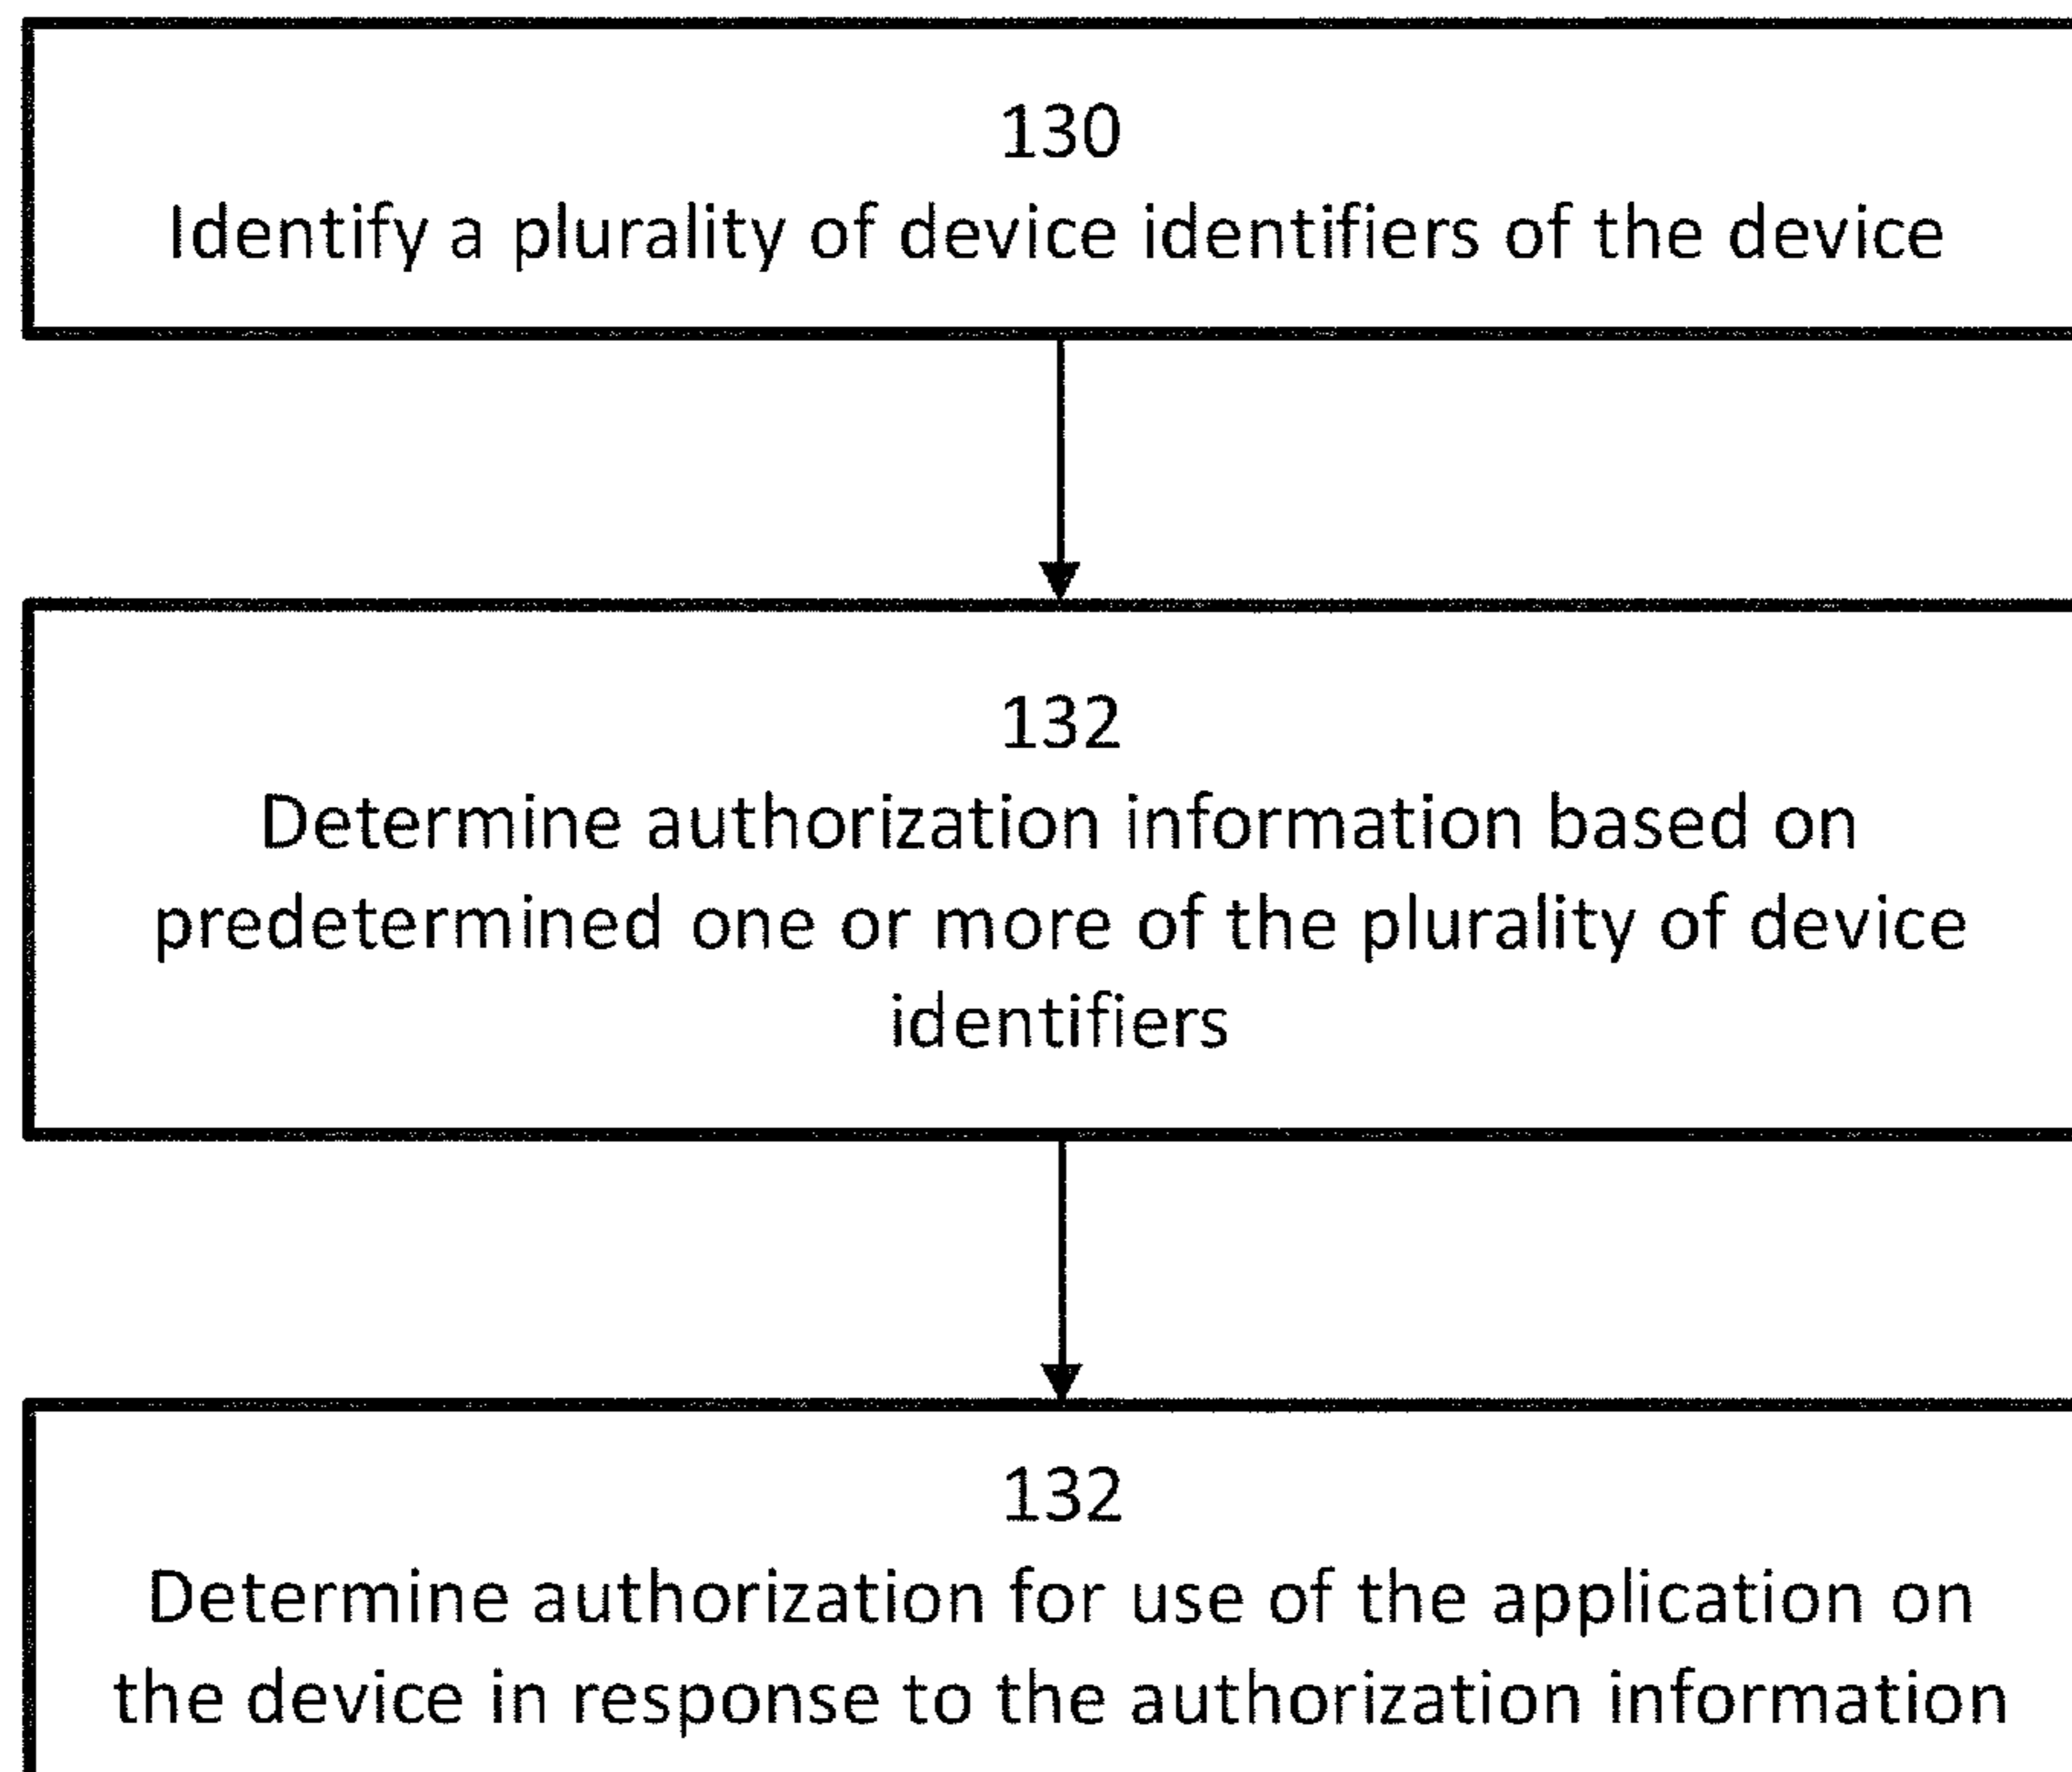 130
Identify a plurality of device identifiers of the device
132
Determine authorization information based on
predetermined one or more of the plurality of device
identifiers
132
Determine authorization for use of the application on
the device in response to the authorization information